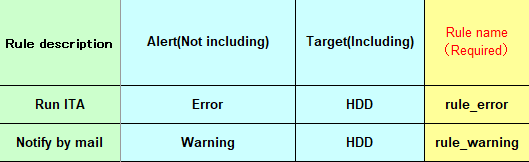 Rule description
Alert(Not including)
Target(Including)
Rule name
（Required）
Run ITA
Error
HDD
rule_error
Notify by mail
Warning
HDD
rule_warning